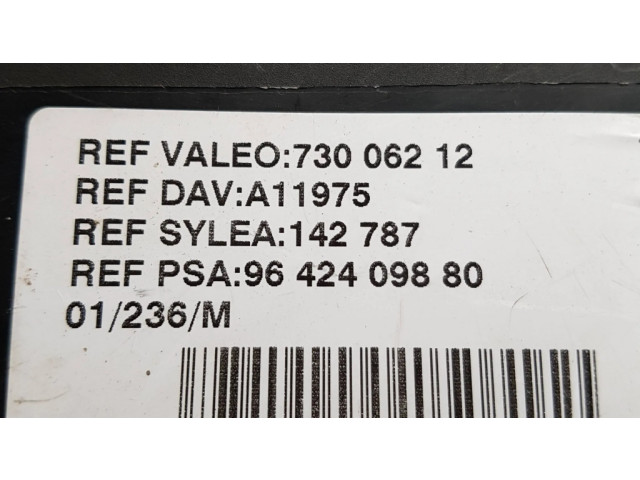 REF VALEO:730 062 12
REF DAV:A11975
REF SYLEA:142 787
REF PSA:96 424 098 80
01/236/M